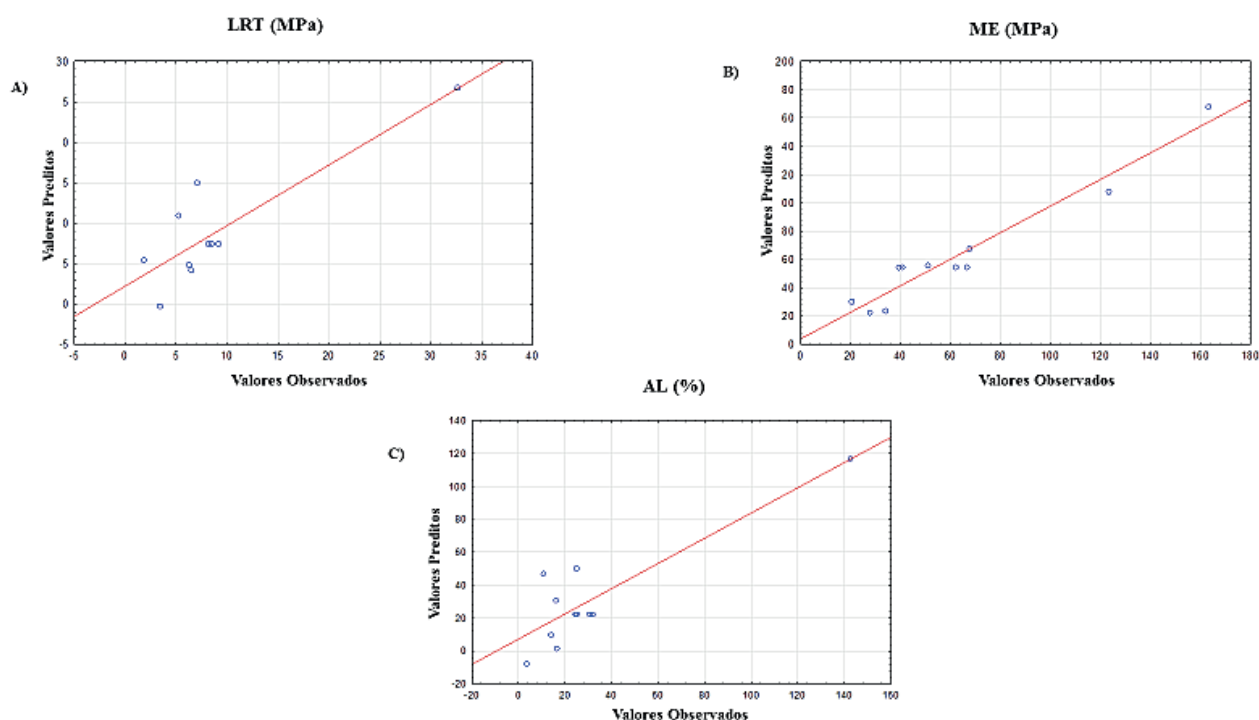 LRT (MPa)
A)
30
5
0
5
0
5
0
-5
Valores Preditos
-5 0 5 10 15 20 25 30 35 40
Valores Observados
ME (MPa)
B)
200
80
60
40
20
00
80
60
40
20
0
Valores Preditos
0 20 40 60 80 100 120 140 160 180
Valores Observados
AL (%)
C)
140
120
100
80
60
40
20
0
-20
Valores Preditos
-20 0 20 40 60 80 100 120 140 160
Valores Observados